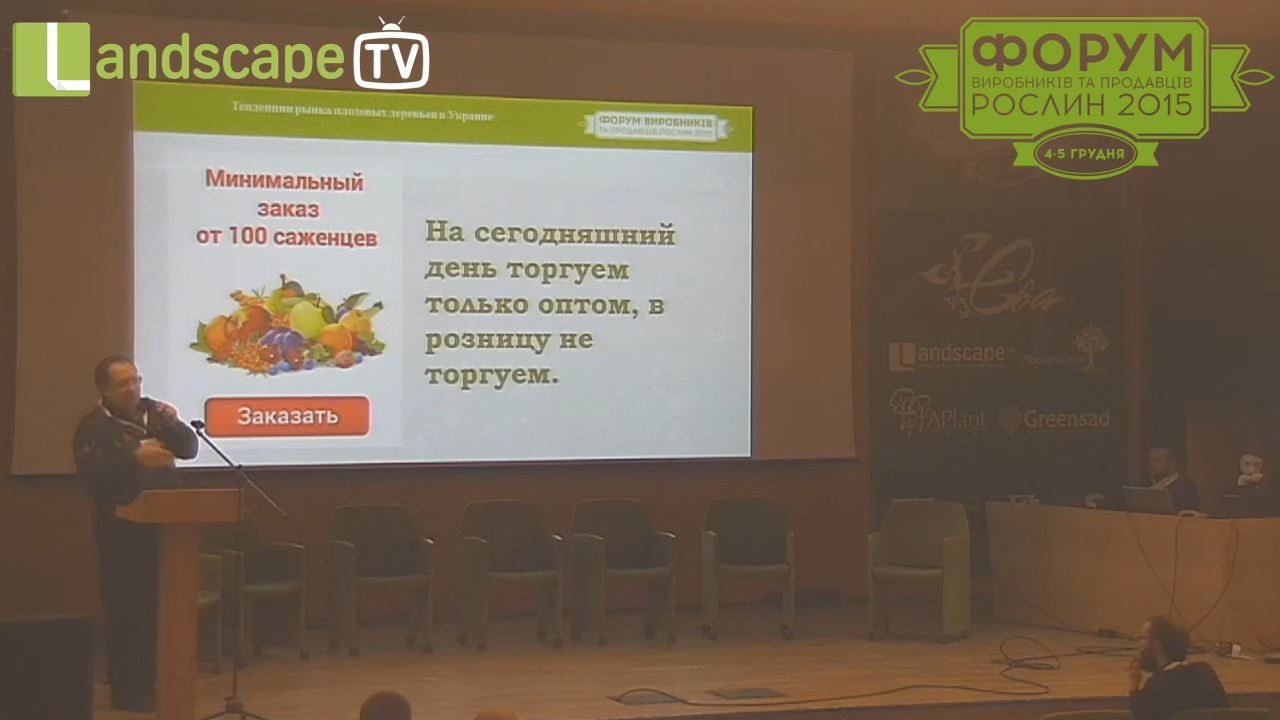 Landscape TV
ФОРУМ
ВИРОБНИКІВ ТА ПРОДАВЦІВ
РОСЛИН 2015
4-5 ГРУДНЯ
Тенденции рынка плодовых деревьев в Украине
ФОРУМ ВИРОБНИКІВ
ТА ПРОДАВЦІВ РОСЛИН 2015
Минимальный
заказ
от 100 саженцев
Заказать
На сегодняшний
день торгуем
только оптом, в
розницу не
торгуем.
Ева
Landscape
APlant
Greensad